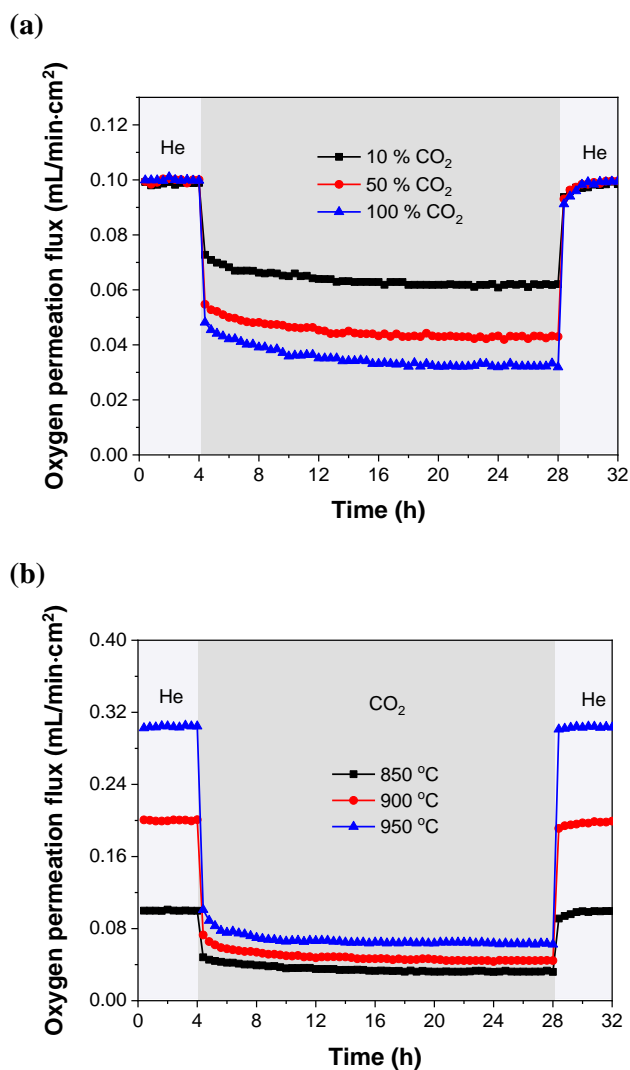 (a)
Oxygen permeation flux (mL/min·cm²)
0.12
0.10
0.08
0.06
0.04
0.02
0.00
He
He
10 % CO₂
50 % CO₂
100 % CO₂
0 4 8 12 16 20 24 28 32
Time (h)
(b)
Oxygen permeation flux (mL/min·cm²)
0.40
0.32
0.24
0.16
0.08
0.00
He
CO₂
He
850 °C
900 °C
950 °C
0 4 8 12 16 20 24 28 32
Time (h)